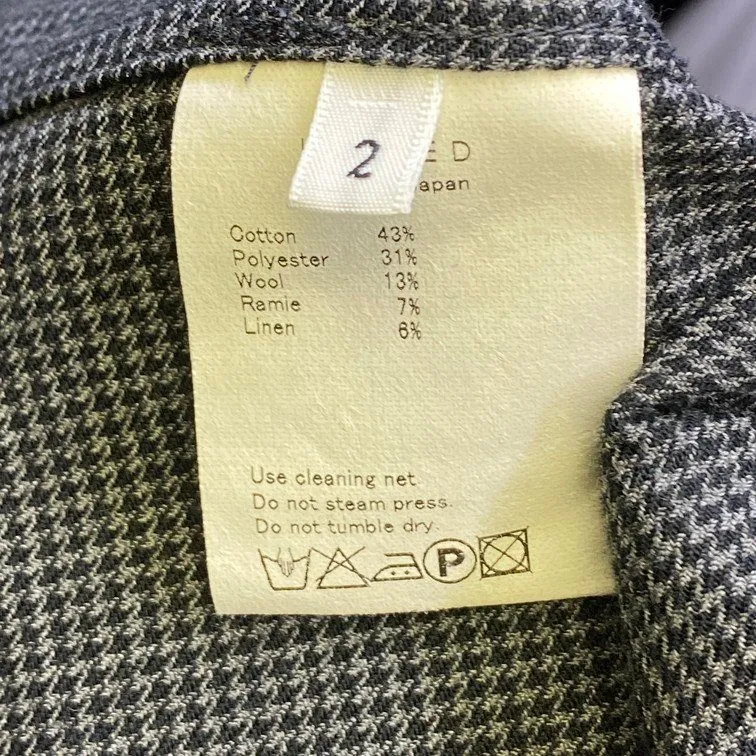 2
E D
apan
Cotton 43%
Polyester 31%
Wool 13%
Ramie 7%
Linen 6%
Use cleaning net.
Do not steam press.
Do not tumble dry.
P